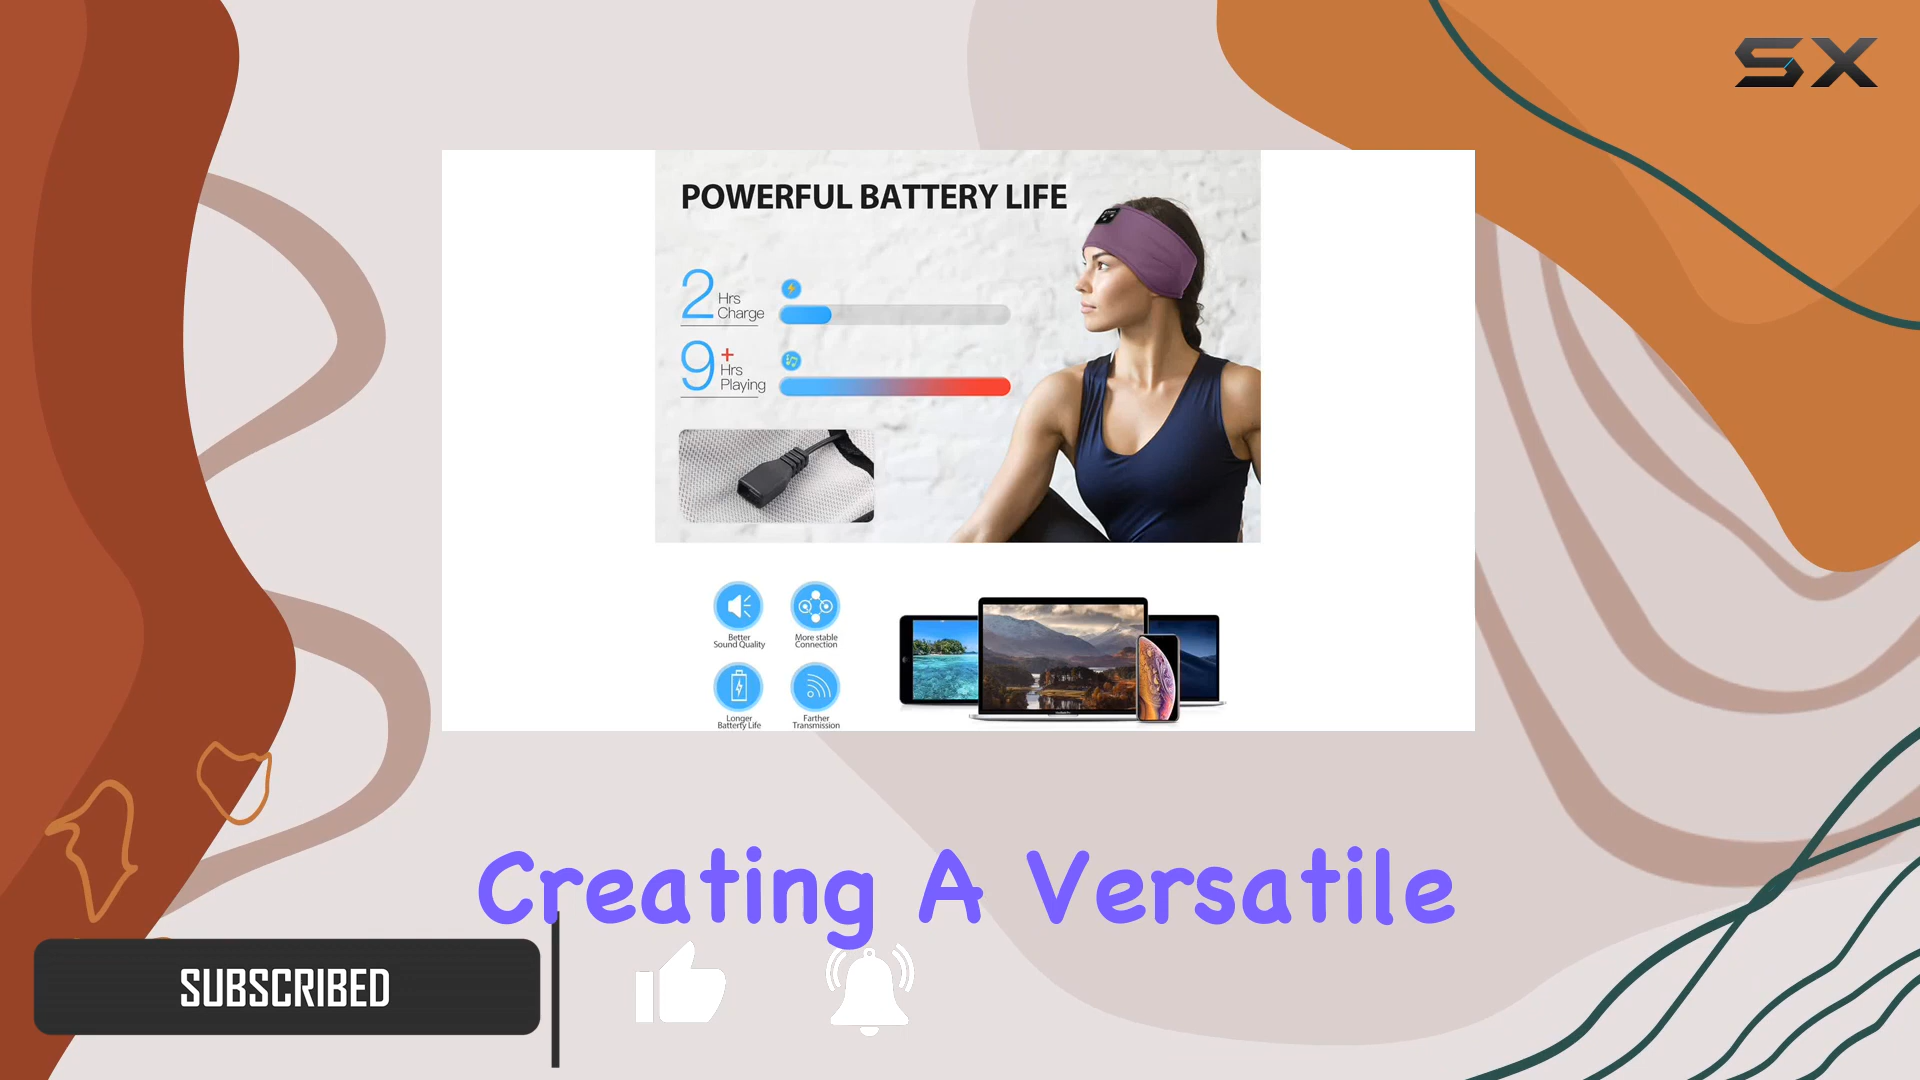 SX
POWERFUL BATTERY LIFE
2 Hrs
Charge
9+ Hrs
Playing
Better
Sound Quality
More stable
Connection
Longer
Batterty Life
Farther
Transmission
Creating A Versatile
SUBSCRIBED